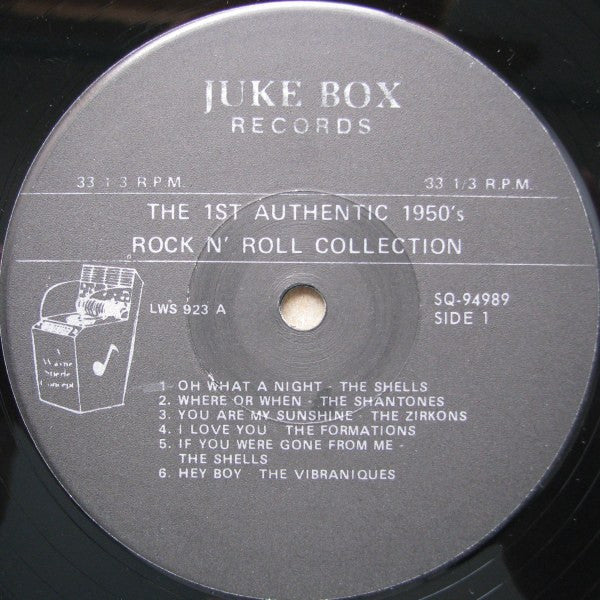 JUKE BOX
RECORDS
33 1 3 R.P.M. 33 1/3 R.P.M.
THE 1ST AUTHENTIC 1950's
ROCK N' ROLL COLLECTION
LWS 923 A
SQ-94989
SIDE 1
A
Wayne
Steele
Concept
1 OH WHAT A NIGHT - THE SHELLS
2. WHERE OR WHEN - THE SHANTONES
3. YOU ARE MY SUNSHINE - THE ZIRKONS
4. I LOVE YOU - THE FORMATIONS
5. IF YOU WERE GONE FROM ME -
THE SHELLS
6. HEY BOY - THE VIBRANIQUES